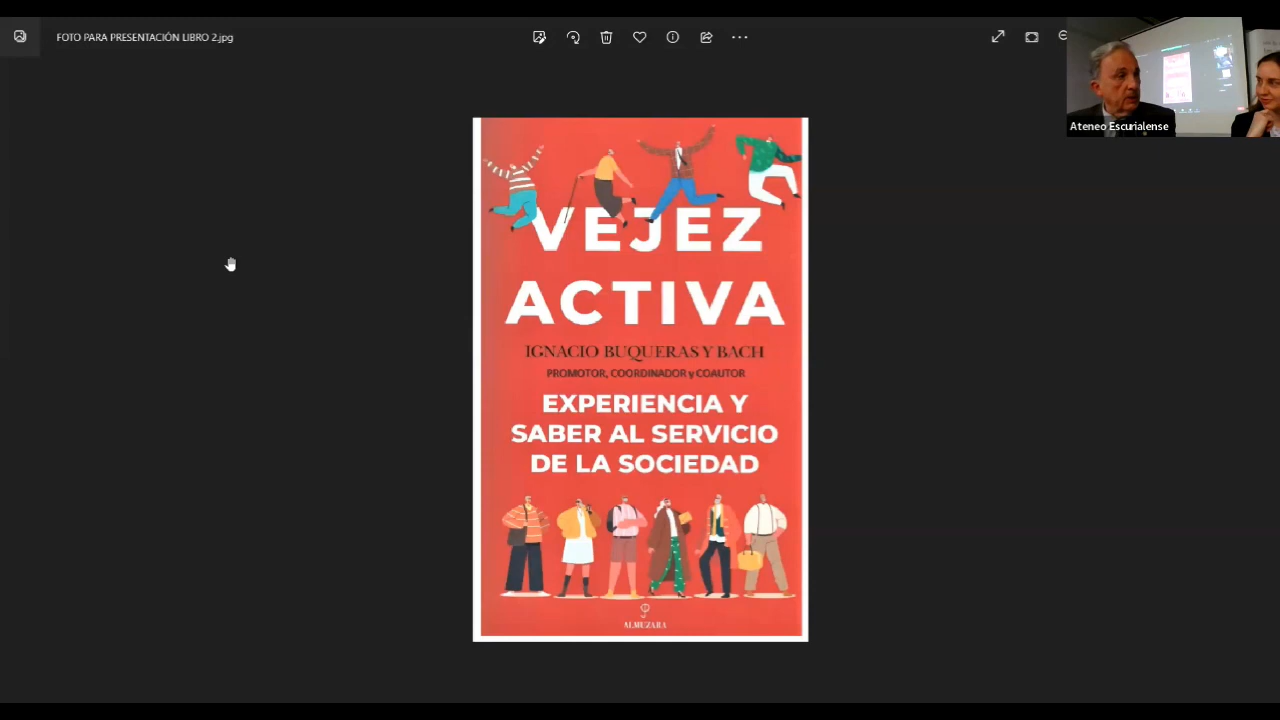 FOTO PARA PRESENTACIÓN LIBRO 2.jpg
Ateneo Escurialense
VEJEZ
ACTIVA
IGNACIO BUQUERAS Y BACH
PROMOTOR, COORDINADOR y COAUTOR
EXPERIENCIA Y
SABER AL SERVICIO
DE LA SOCIEDAD
ALMUZARA